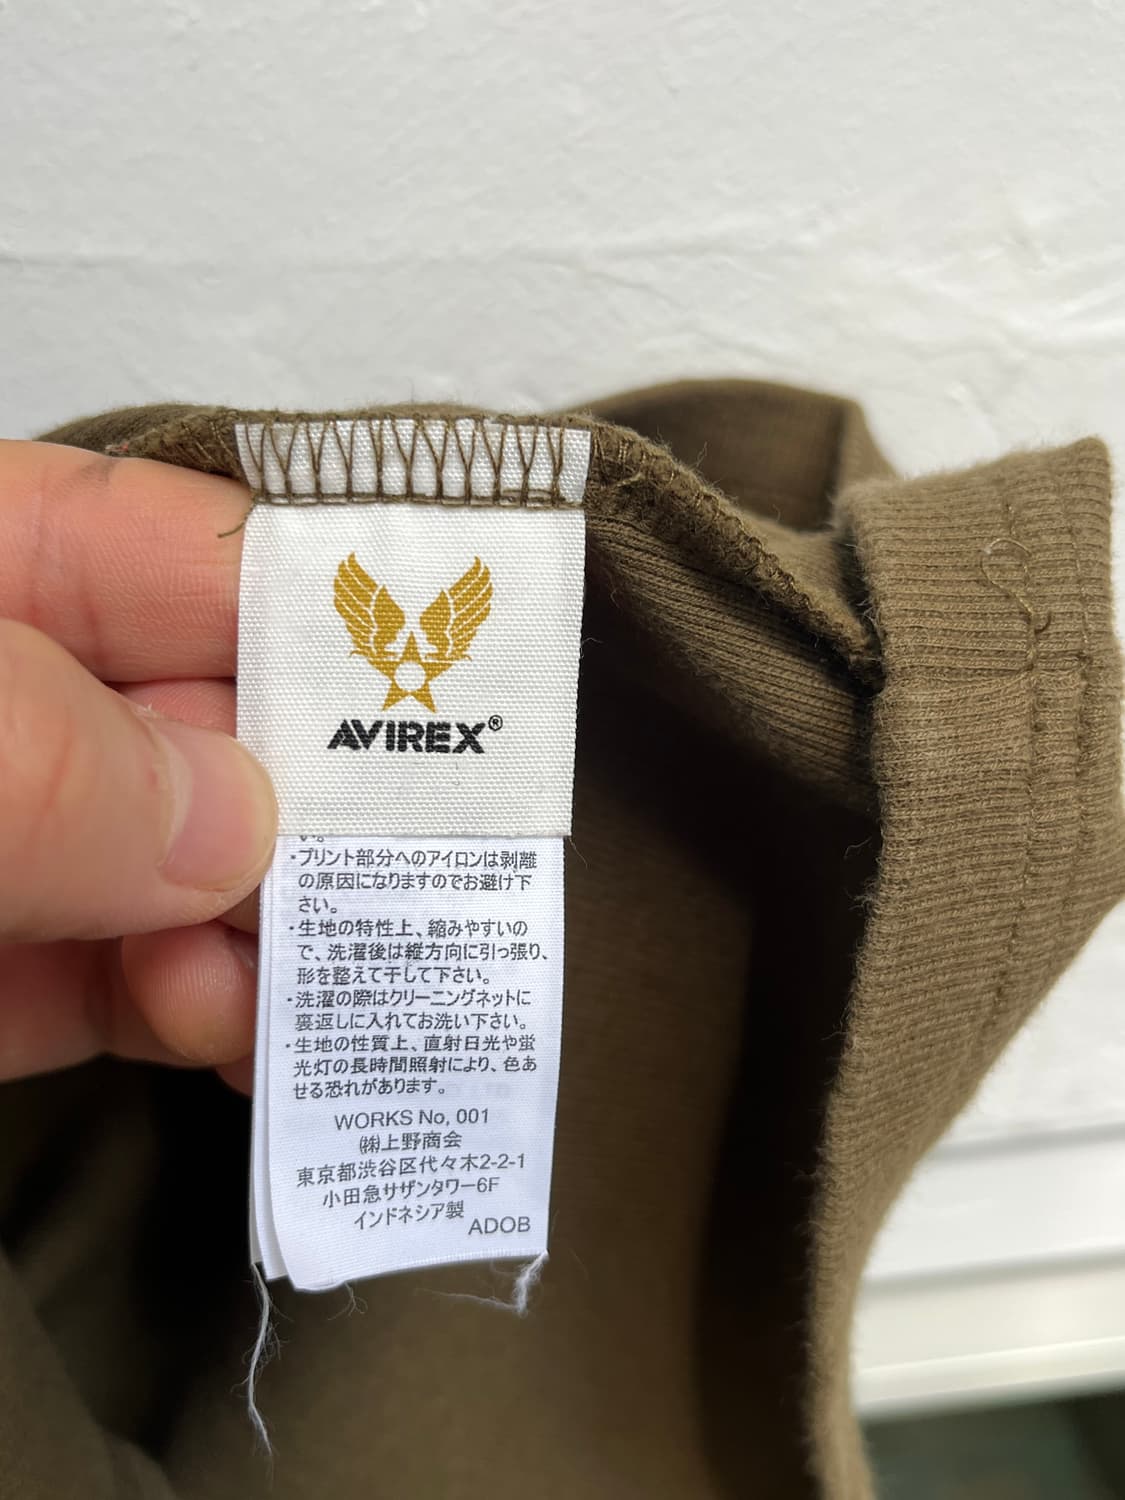 AVIREX®
い。
・プリント部分へのアイロンは剥離
の原因になりますのでお避け下
さい。
・生地の特性上、縮みやすいの
で、洗濯後は縦方向に引っ張り、
形を整えて干して下さい。
・洗濯の際はクリーニングネットに
裏返しに入れてお洗い下さい。
・生地の性質上、直射日光や蛍
光灯の長時間照射により、色あ
せる恐れがあります。
WORKS No, 001
㈱上野商会
東京都渋谷区代々木2-2-1
小田急サザンタワー6F
インドネシア製
ADOB